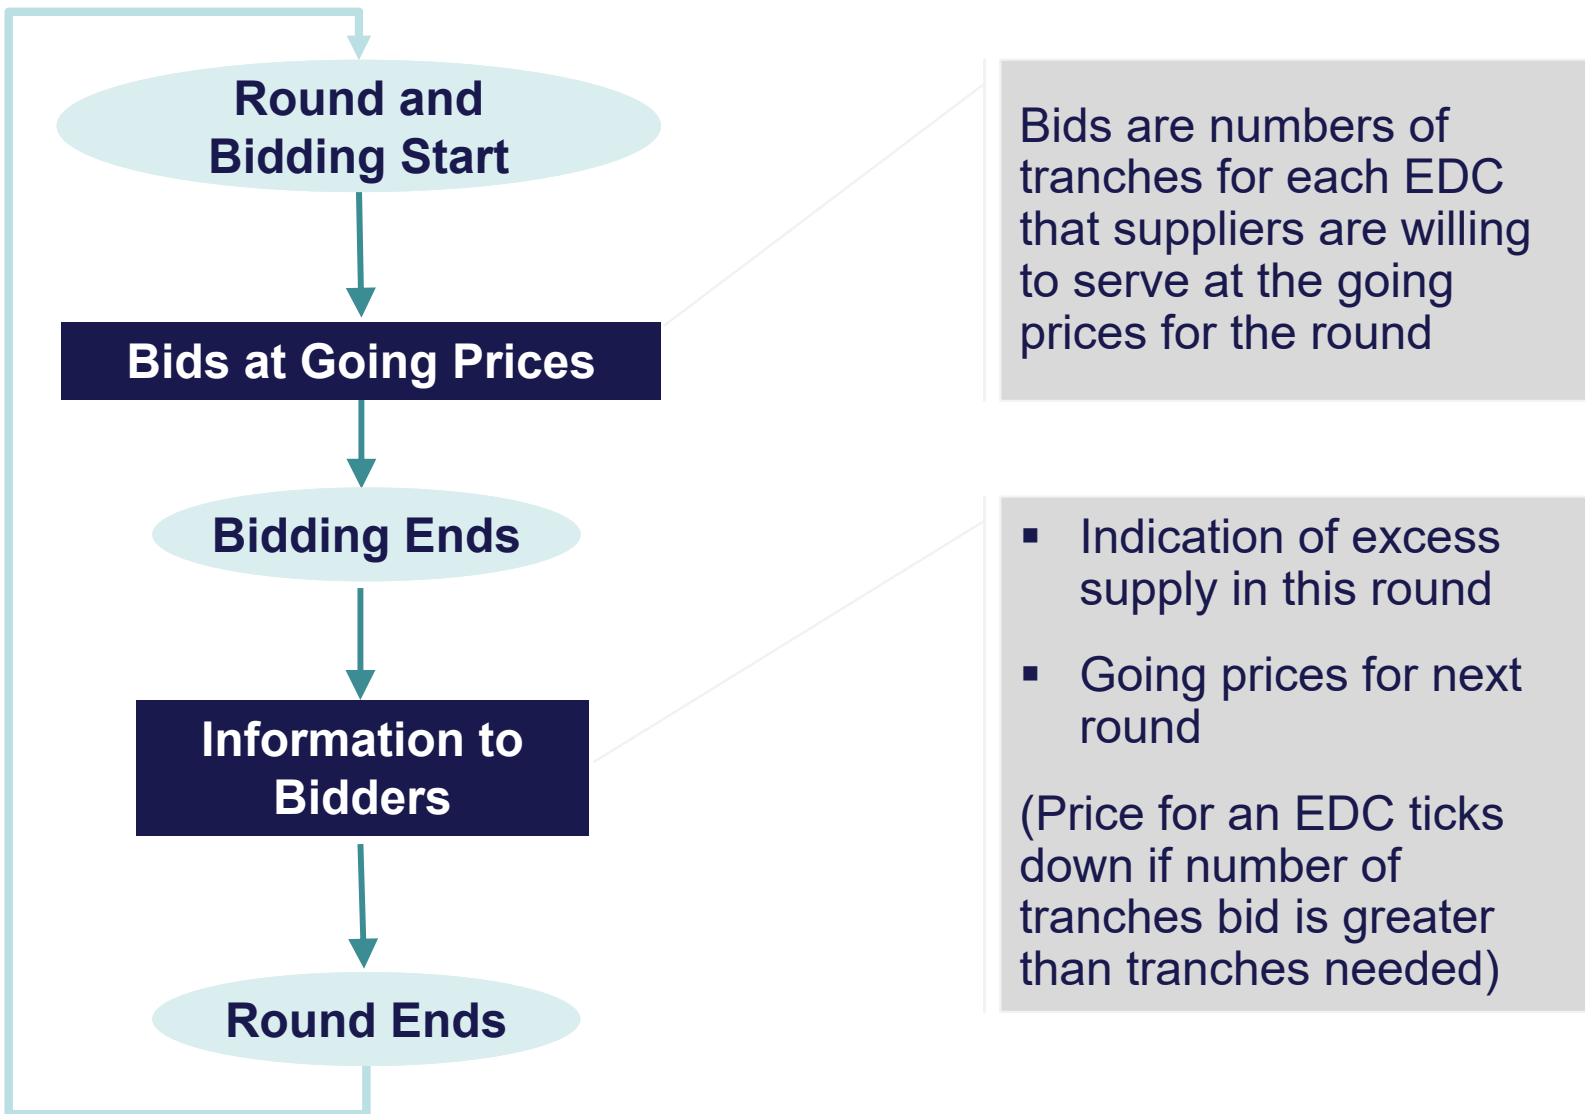 Round and
Bidding Start
Bids at Going Prices
Bidding Ends
Information to
Bidders
Round Ends
Bids are numbers of
tranches for each EDC
that suppliers are willing
to serve at the going
prices for the round
▪ Indication of excess
supply in this round
▪ Going prices for next
round
(Price for an EDC ticks
down if number of
tranches bid is greater
than tranches needed)